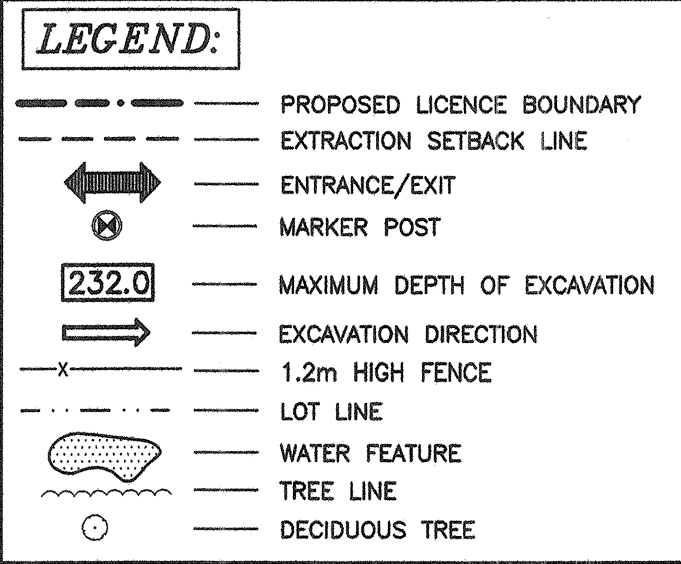 LEGEND:
PROPOSED LICENCE BOUNDARY
EXTRACTION SETBACK LINE
ENTRANCE/EXIT
MARKER POST
232.0 MAXIMUM DEPTH OF EXCAVATION
EXCAVATION DIRECTION
x 1.2m HIGH FENCE
LOT LINE
WATER FEATURE
TREE LINE
DECIDUOUS TREE